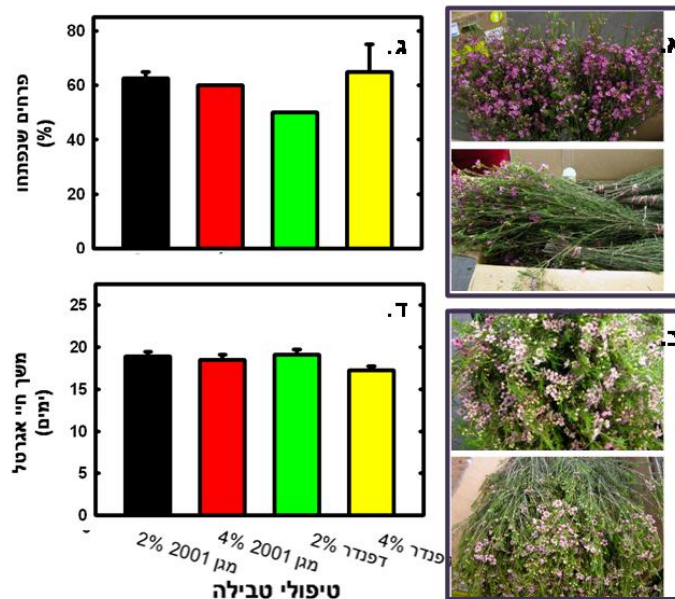 א.
ב.
ג.
פרחים שנפתחו
(%)
80
60
40
20
0
ד.
משך חיי אגרטל
(ימים)
25
20
15
10
5
0
מגן 2001 2%
מגן 2001 4%
דפנדר 2%
דפנדר 4%
טיפולי טבילה